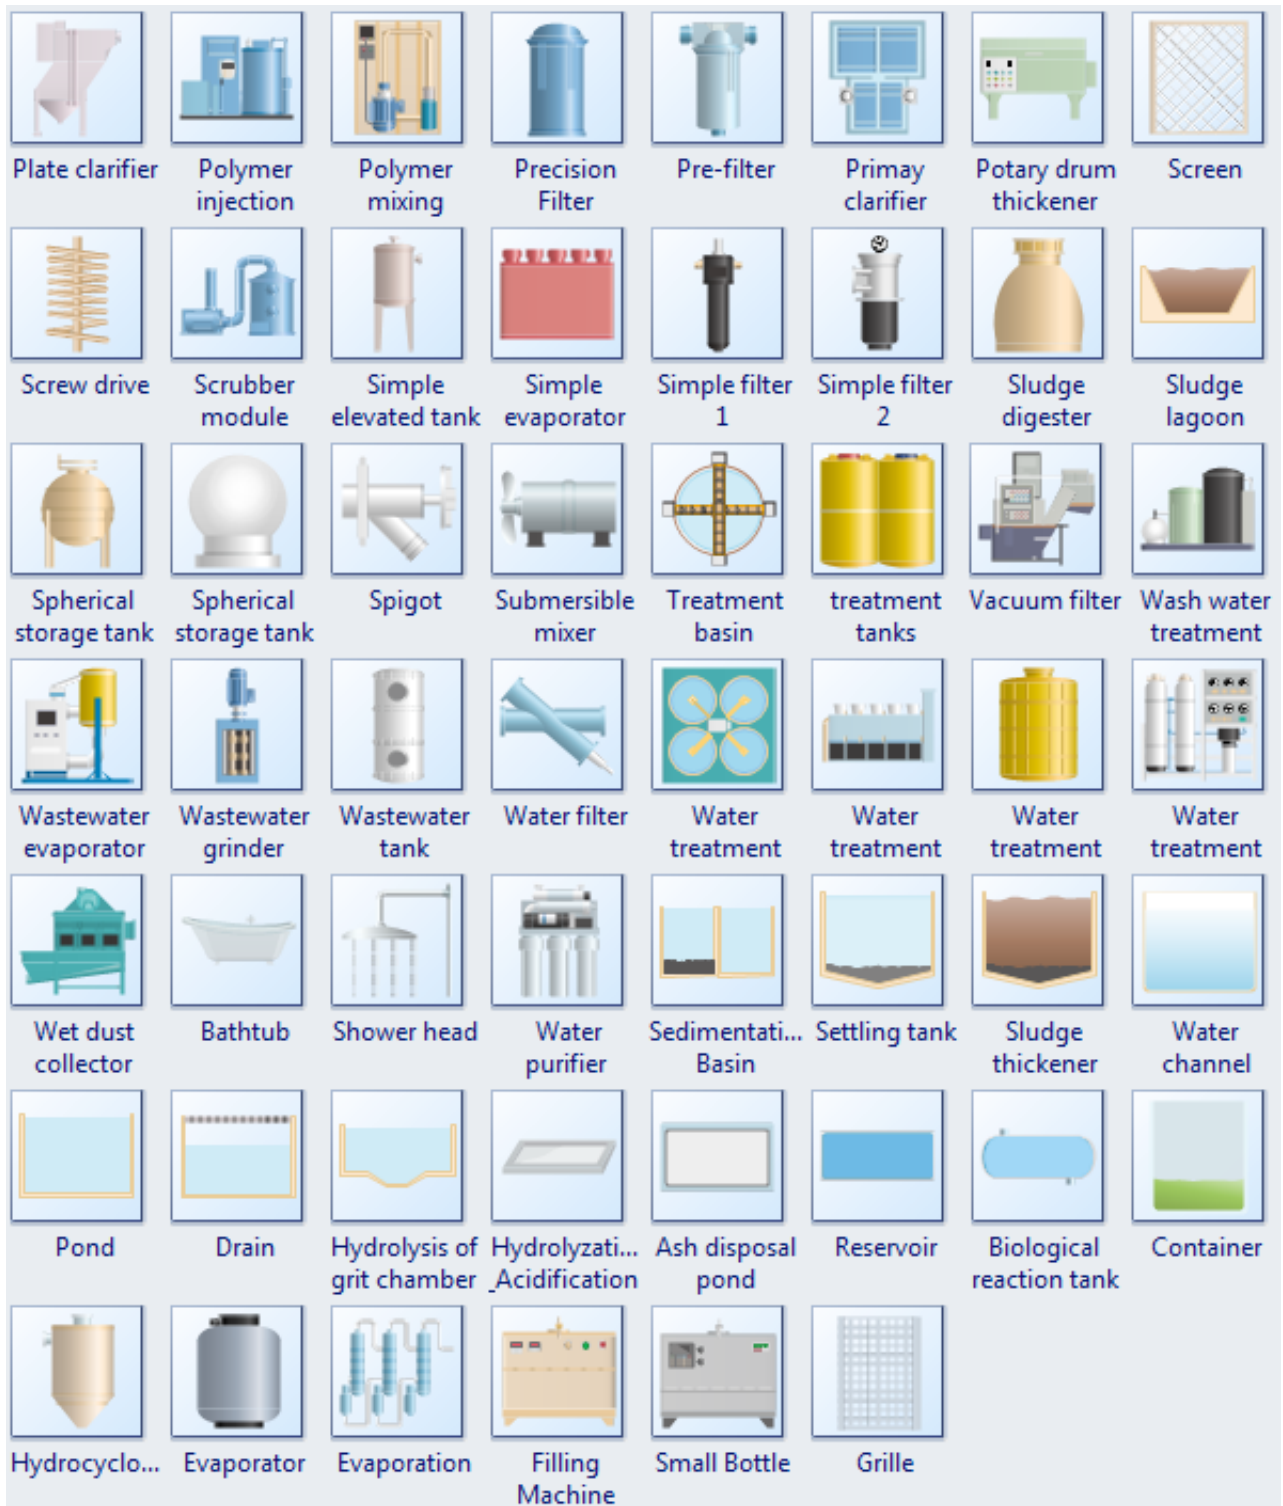 Plate clarifier
Polymer
injection
Polymer
mixing
Precision
Filter
Pre-filter
Primay
clarifier
Potary drum
thickener
Screen
Screw drive
Scrubber
module
Simple
elevated tank
Simple
evaporator
Simple filter
1
Simple filter
2
Sludge
digester
Sludge
lagoon
Spherical
storage tank
Spherical
storage tank
Spigot
Submersible
mixer
Treatment
basin
treatment
tanks
Vacuum filter
Wash water
treatment
Wastewater
evaporator
Wastewater
grinder
Wastewater
tank
Water filter
Water
treatment
Water
treatment
Water
treatment
Water
treatment
Wet dust
collector
Bathtub
Shower head
Water
purifier
Sedimentati...
Basin
Settling tank
Sludge
thickener
Water
channel
Pond
Drain
Hydrolysis of
grit chamber
Hydrolyzati...
_Acidification
Ash disposal
pond
Reservoir
Biological
reaction tank
Container
Hydrocyclo...
Evaporator
Evaporation
Filling
Machine
Small Bottle
Grille